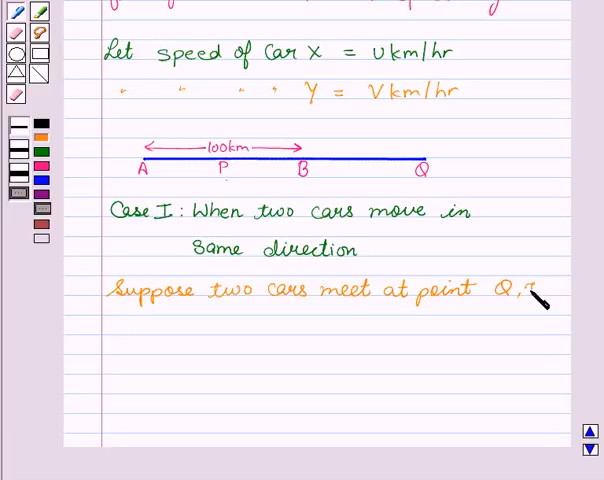 Let speed of Car X = u km/hr
" " " " Y = V km/hr
100km
A P B Q
Case I: When two cars move in
same direction
Suppose two cars meet at point Q,